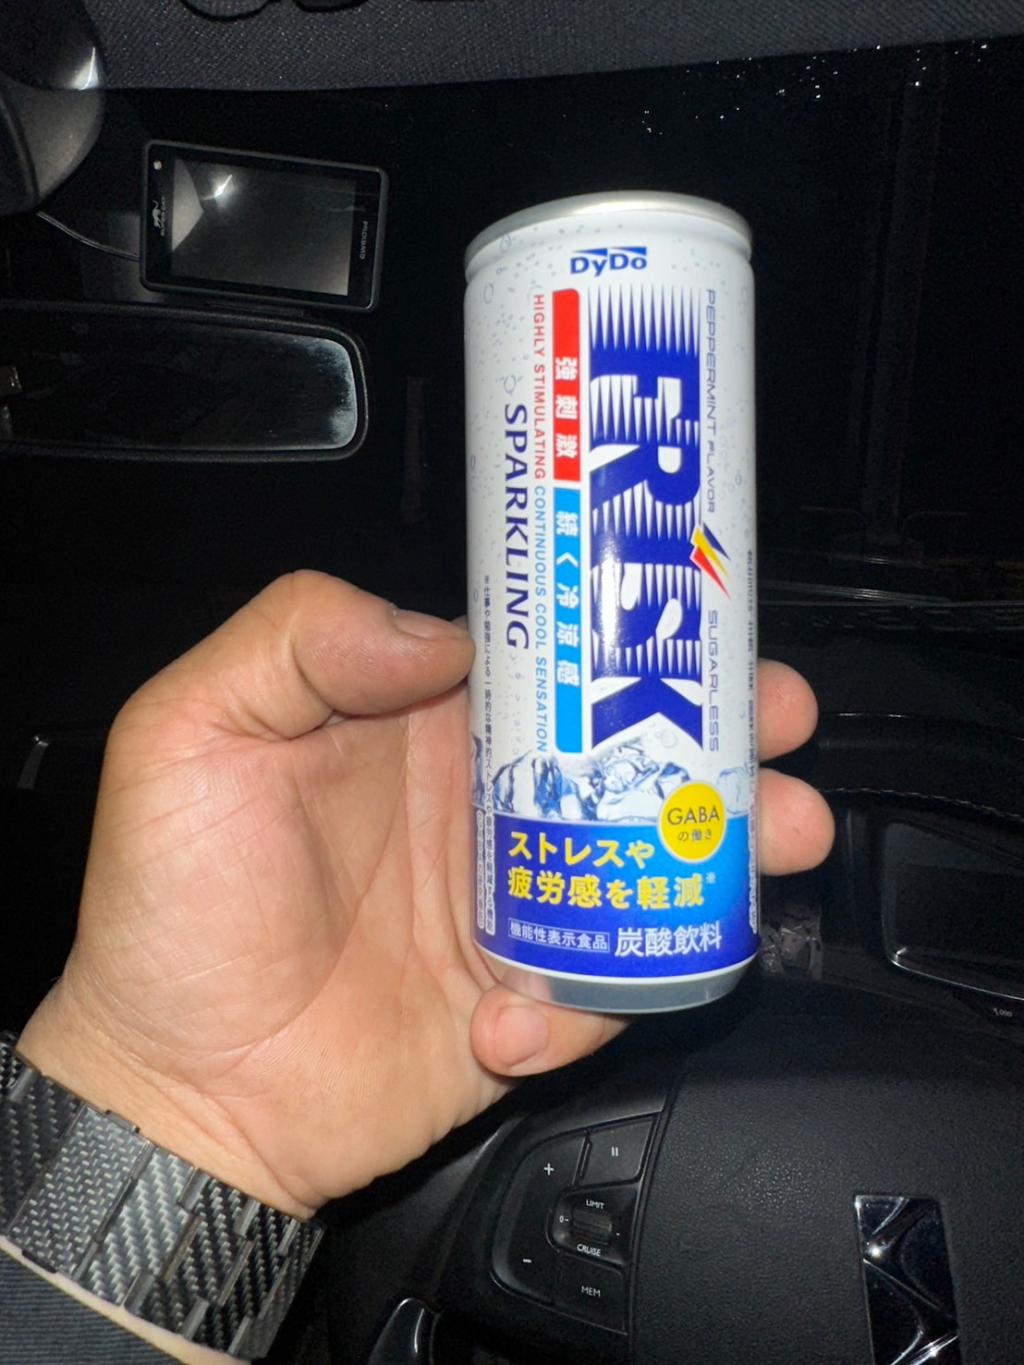 DyDo
PEPPERMINT FLAVOR SUGARLESS
FRISK
強刺激 続く冷涼感
HIGHLY STIMULATING CONTINUOUS COOL SENSATION
SPARKLING
GABA
の働き
ストレスや
疲労感を軽減※
機能性表示食品 炭酸飲料
+
II
LIMIT
0
-
CRUISE
-
MEM